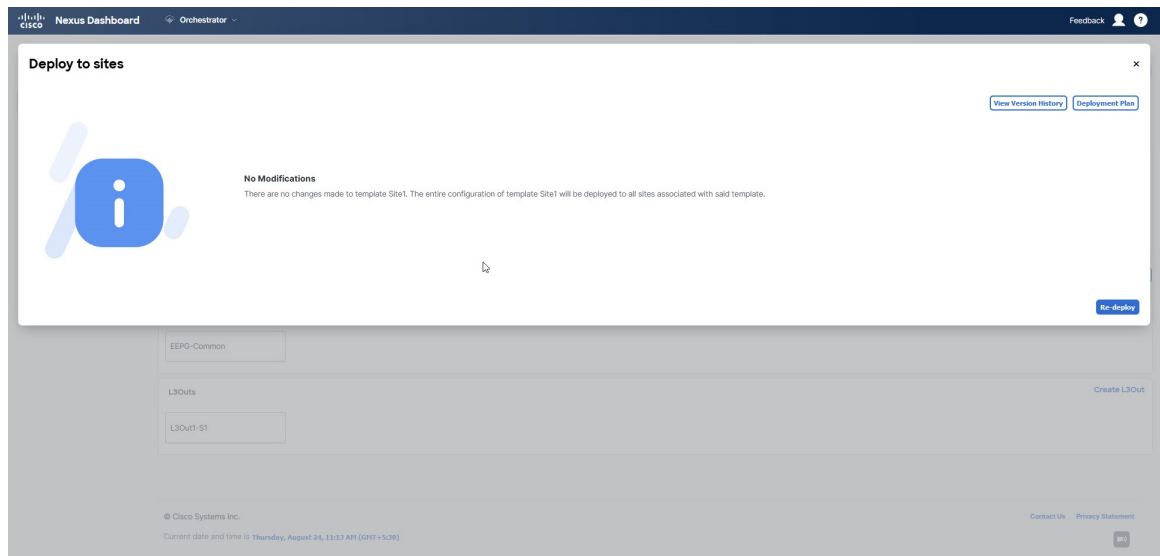 CISCO Nexus Dashboard Orchestrator Feedback ?
Deploy to sites ×
View Version History Deployment Plan
No Modifications
There are no changes made to template Site1. The entire configuration of template Site1 will be deployed to all sites associated with said template.
Re-deploy
EEPG-Common
L3Outs Create L3Out
L3Out1-S1
© Cisco Systems Inc. Contact Us Privacy Statement
Current date and time is Thursday, August 24, 11:13 AM (GMT+5:30)